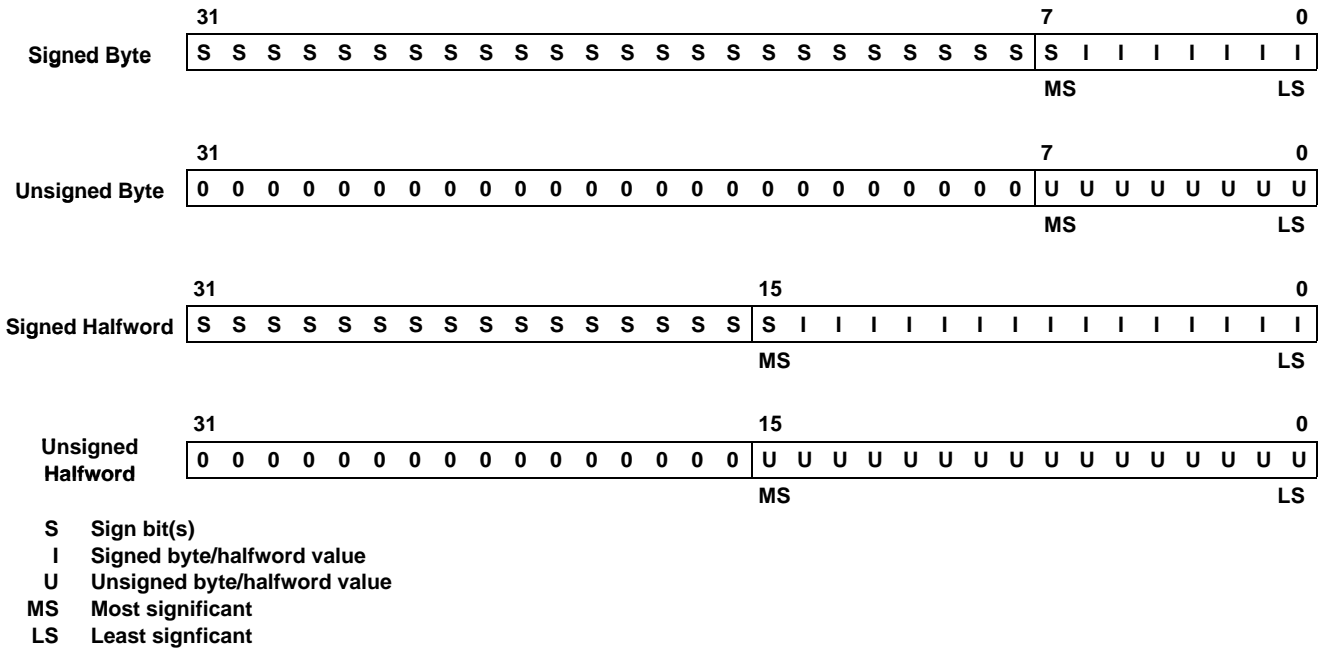 31 7 0
Signed Byte S S S S S S S S S S S S S S S S S S S S S S S S S I I I I I I I
MS LS
31 7 0
Unsigned Byte 0 0 0 0 0 0 0 0 0 0 0 0 0 0 0 0 0 0 0 0 0 0 0 0 U U U U U U U U
MS LS
31 15 0
Signed Halfword S S S S S S S S S S S S S S S S S I I I I I I I I I I I I I I I
MS LS
31 15 0
Unsigned
Halfword
0 0 0 0 0 0 0 0 0 0 0 0 0 0 0 0 U U U U U U U U U U U U U U U U
MS LS
S Sign bit(s)
I Signed byte/halfword value
U Unsigned byte/halfword value
MS Most significant
LS Least signficant